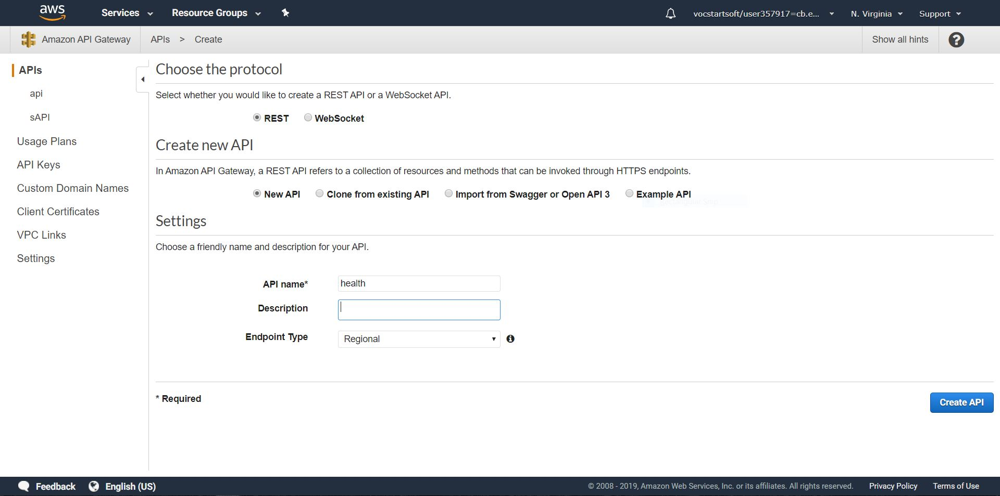 aws Services Resource Groups vocstartsoft/user357917=cb.e... N. Virginia Support
Amazon API Gateway APIs > Create Show all hints ?
APIs
api
sAPI
Usage Plans
API Keys
Custom Domain Names
Client Certificates
VPC Links
Settings
Choose the protocol
Select whether you would like to create a REST API or a WebSocket API.
REST WebSocket
Create new API
In Amazon API Gateway, a REST API refers to a collection of resources and methods that can be invoked through HTTPS endpoints.
New API Clone from existing API Import from Swagger or Open API 3 Example API
Rectangular Snip
Settings
Choose a friendly name and description for your API.
API name* health
Description
Endpoint Type Regional
* Required
Create API
Feedback English (US) © 2008 - 2019, Amazon Web Services, Inc. or its affiliates. All rights reserved. Privacy Policy Terms of Use